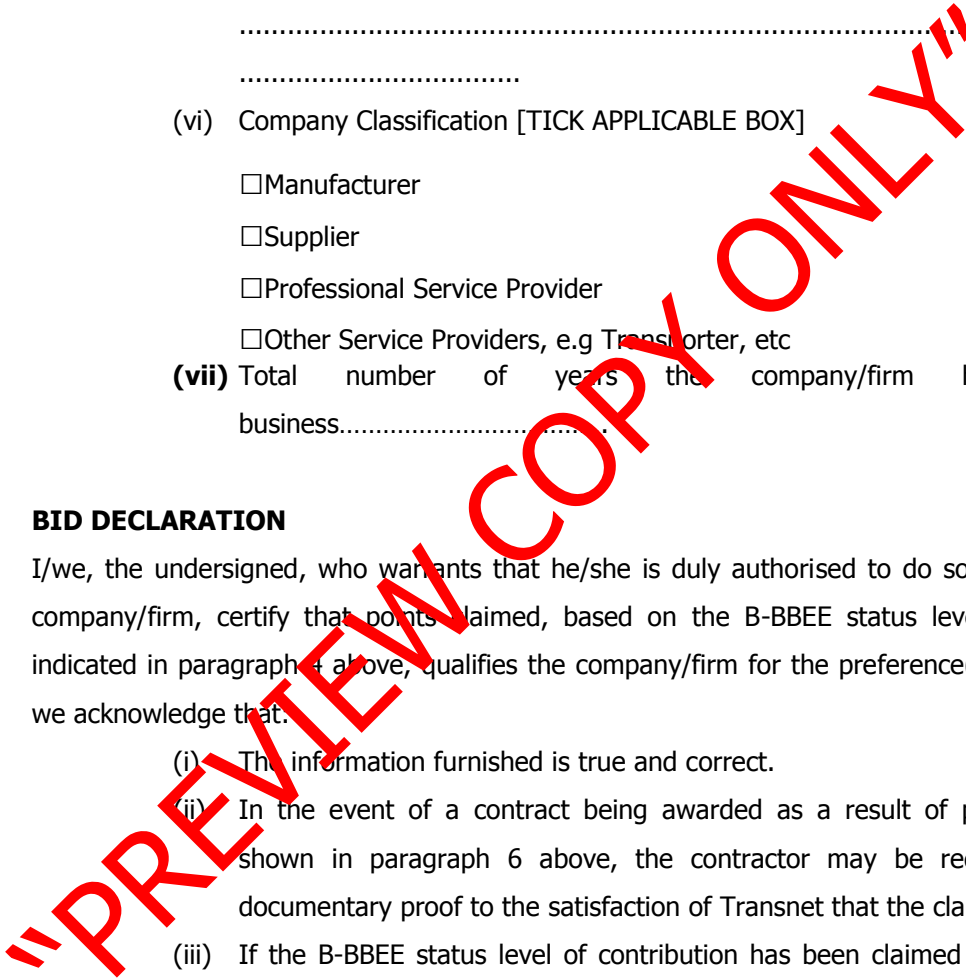 ................................................................................................
...................................
(vi) Company Classification [TICK APPLICABLE BOX]
☐Manufacturer
☐Supplier
☐Professional Service Provider
☐Other Service Providers, e.g Transporter, etc
(vii) Total number of years the company/firm
business……………………………….
BID DECLARATION
I/we, the undersigned, who warrants that he/she is duly authorised to do so
company/firm, certify that points claimed, based on the B-BBEE status
indicated in paragraph 4 above, qualifies the company/firm for the
we acknowledge that:
(i) The information furnished is true and correct.
(ii) In the event of a contract being awarded as a result of
shown in paragraph 6 above, the contractor may be
documentary proof to the satisfaction of Transnet that the
(iii) If the B-BBEE status level of contribution has been claimed
"PREVIEW COPY ONLY"